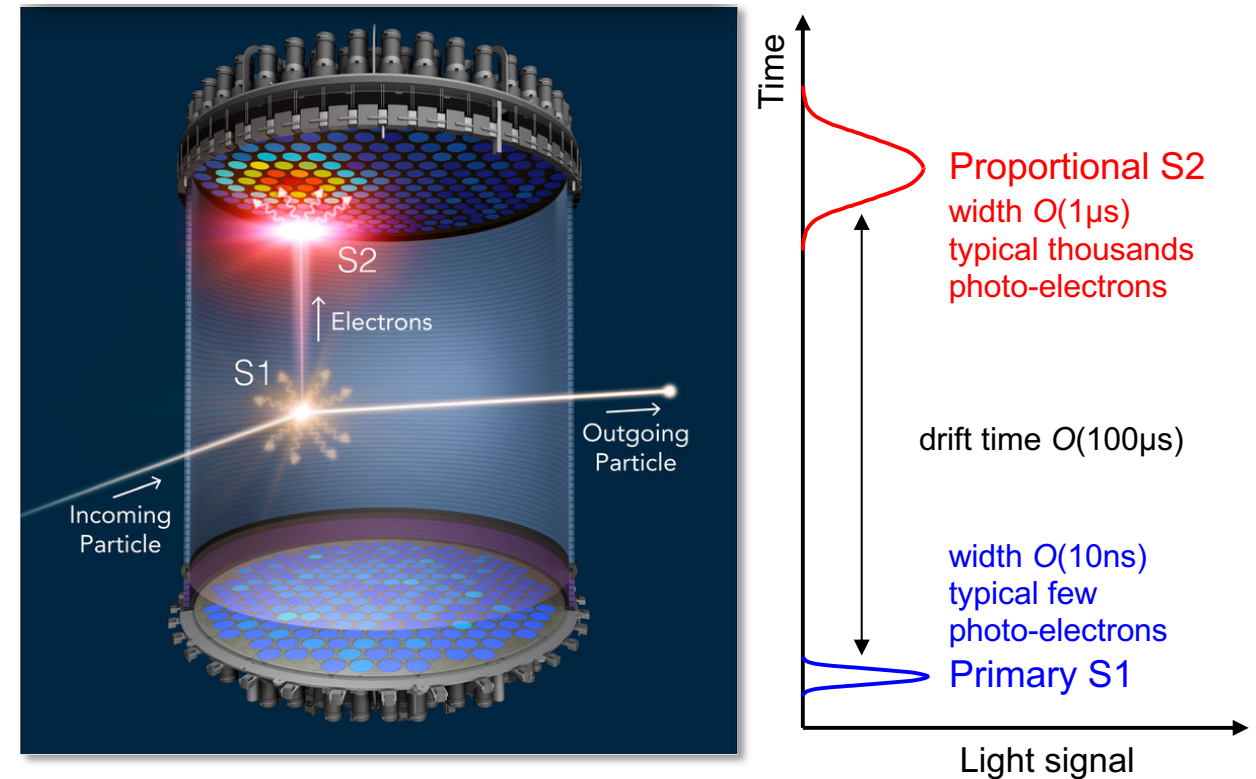 S2
Electrons
S1
Outgoing
Particle
Incoming
Particle
Time
Proportional S2
width O(1µs)
typical thousands
photo-electrons
drift time O(100µs)
width O(10ns)
typical few
photo-electrons
Primary S1
Light signal